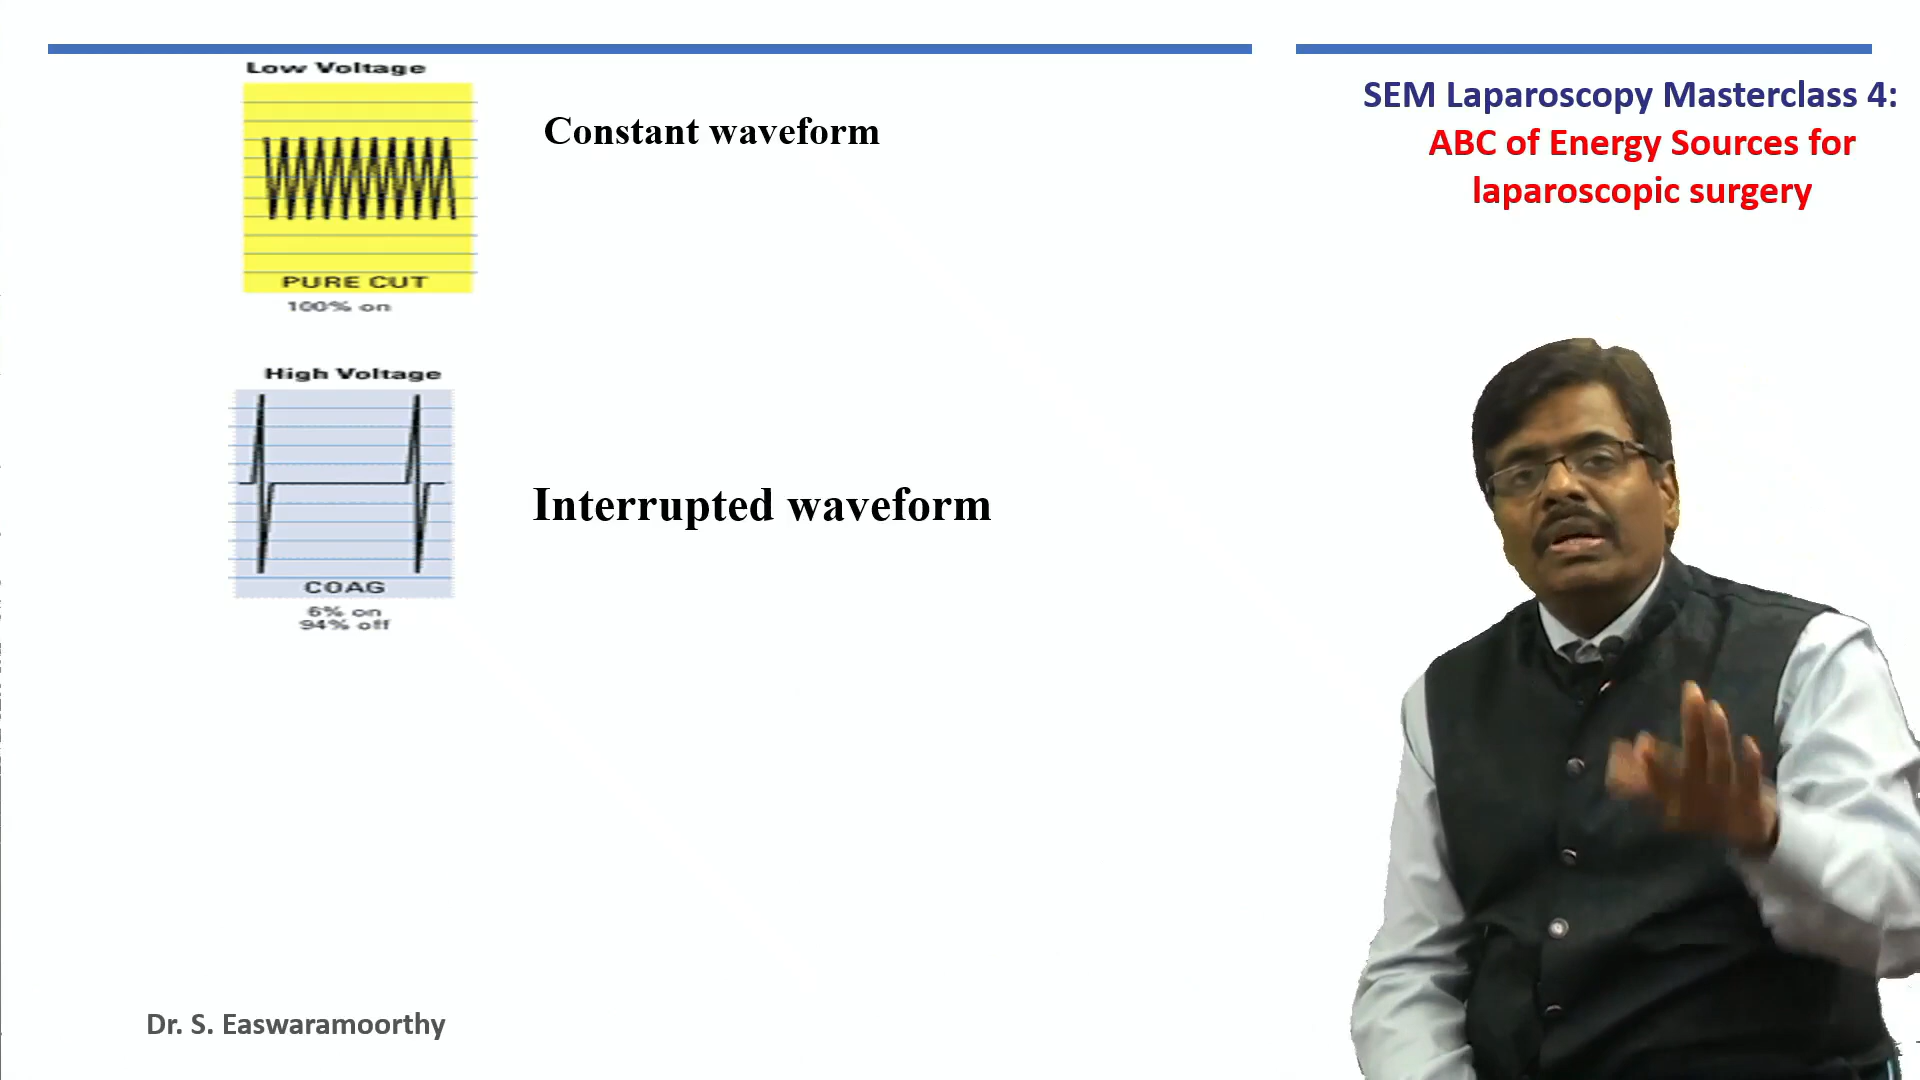 Low Voltage
Constant waveform
PURE CUT
100% on
High Voltage
Interrupted waveform
COAG
6% on
94% off
SEM Laparoscopy Masterclass 4:
ABC of Energy Sources for
laparoscopic surgery
Dr. S. Easwaramoorthy